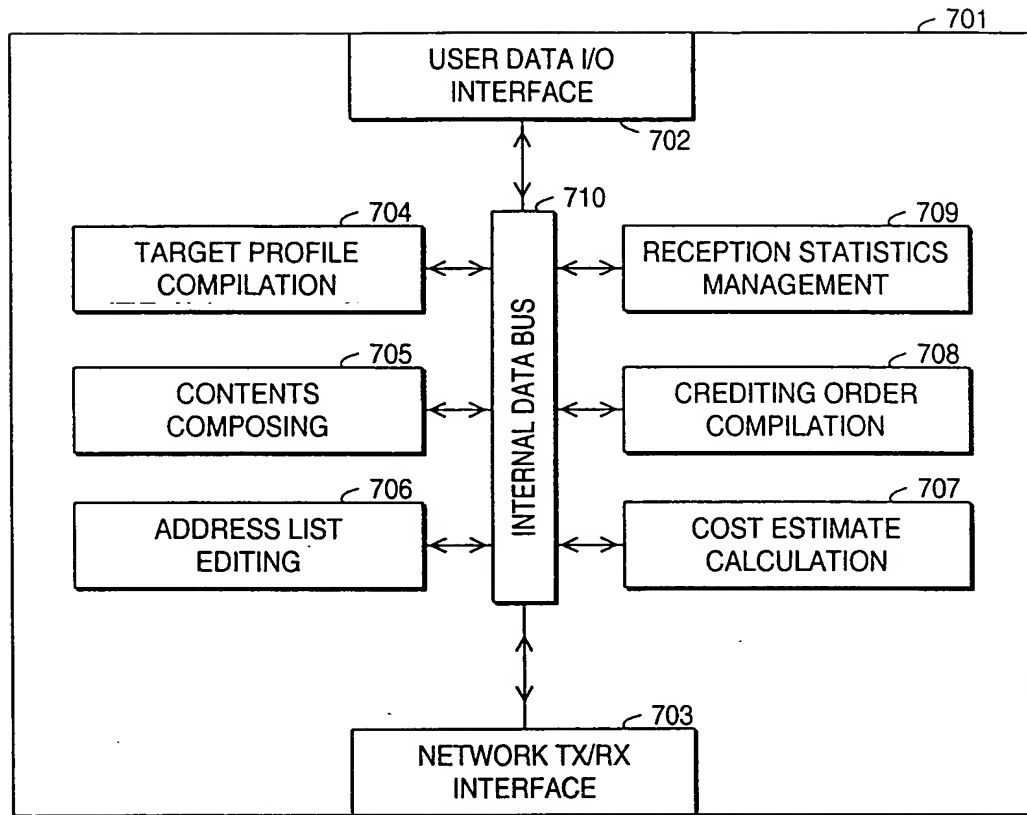 701
USER DATA I/O
INTERFACE
702
710
704
TARGET PROFILE
COMPILATION
709
RECEPTION STATISTICS
MANAGEMENT
INTERNAL DATA BUS
705
CONTENTS
COMPOSING
708
CREDITING ORDER
COMPILATION
706
ADDRESS LIST
EDITING
707
COST ESTIMATE
CALCULATION
703
NETWORK TX/RX
INTERFACE